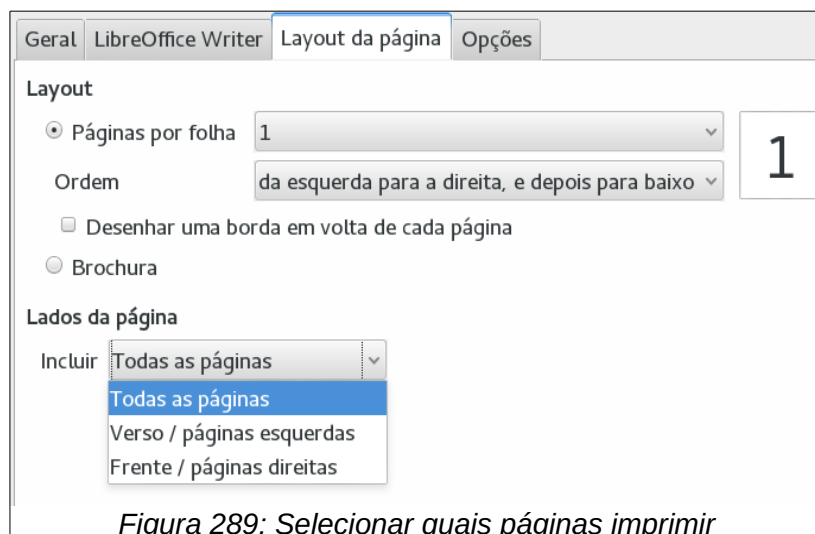 Geral LibreOffice Writer Layout da página Opções
Layout
Páginas por folha 1
1
Ordem da esquerda para a direita, e depois para baixo
Desenhar uma borda em volta de cada página
Brochura
Lados da página
Incluir Todas as páginas
Todas as páginas
Verso / páginas esquerdas
Frente / páginas direitas
Figura 289: Selecionar quais páginas imprimir